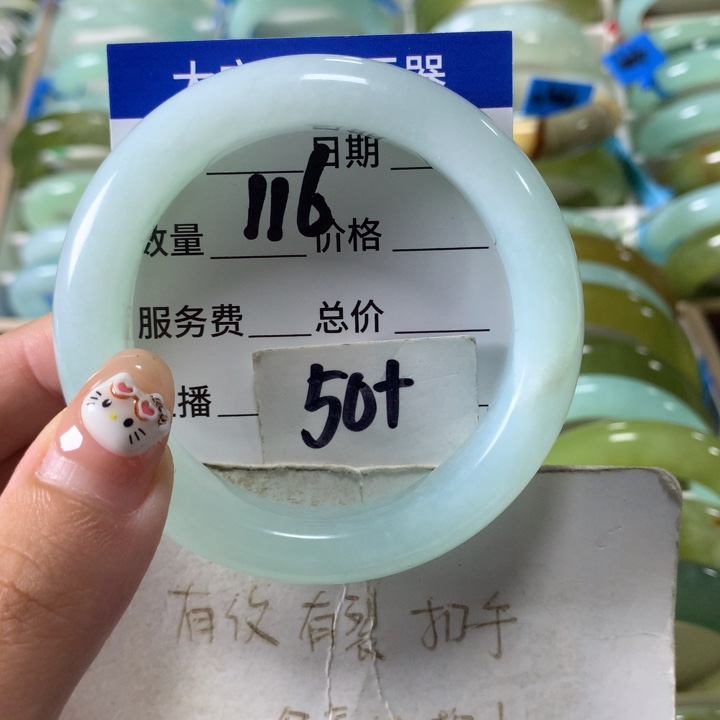 日期
116
数量 价格
服务费 总价
播
50+
有纹 有裂 扣手